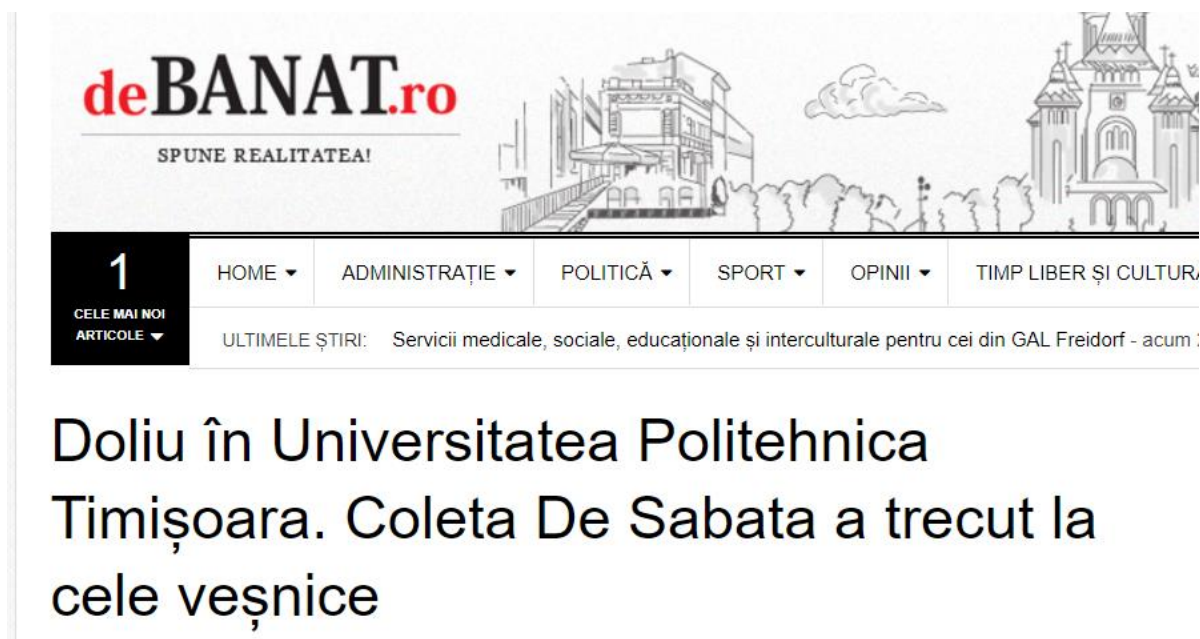 deBANAT.ro
SPUNE REALITATEA!
1
CELE MAI NOI
ARTICOLE
HOME
ADMINISTRAȚIE
POLITICĂ
SPORT
OPINII
TIMP LIBER ȘI CULTURĂ
ULTIMELE ȘTIRI: Servicii medicale, sociale, educaționale și interculturale pentru cei din GAL Freidorf - acum
Doliu în Universitatea Politehnica
Timișoara. Coleta De Sabata a trecut la
cele veșnice